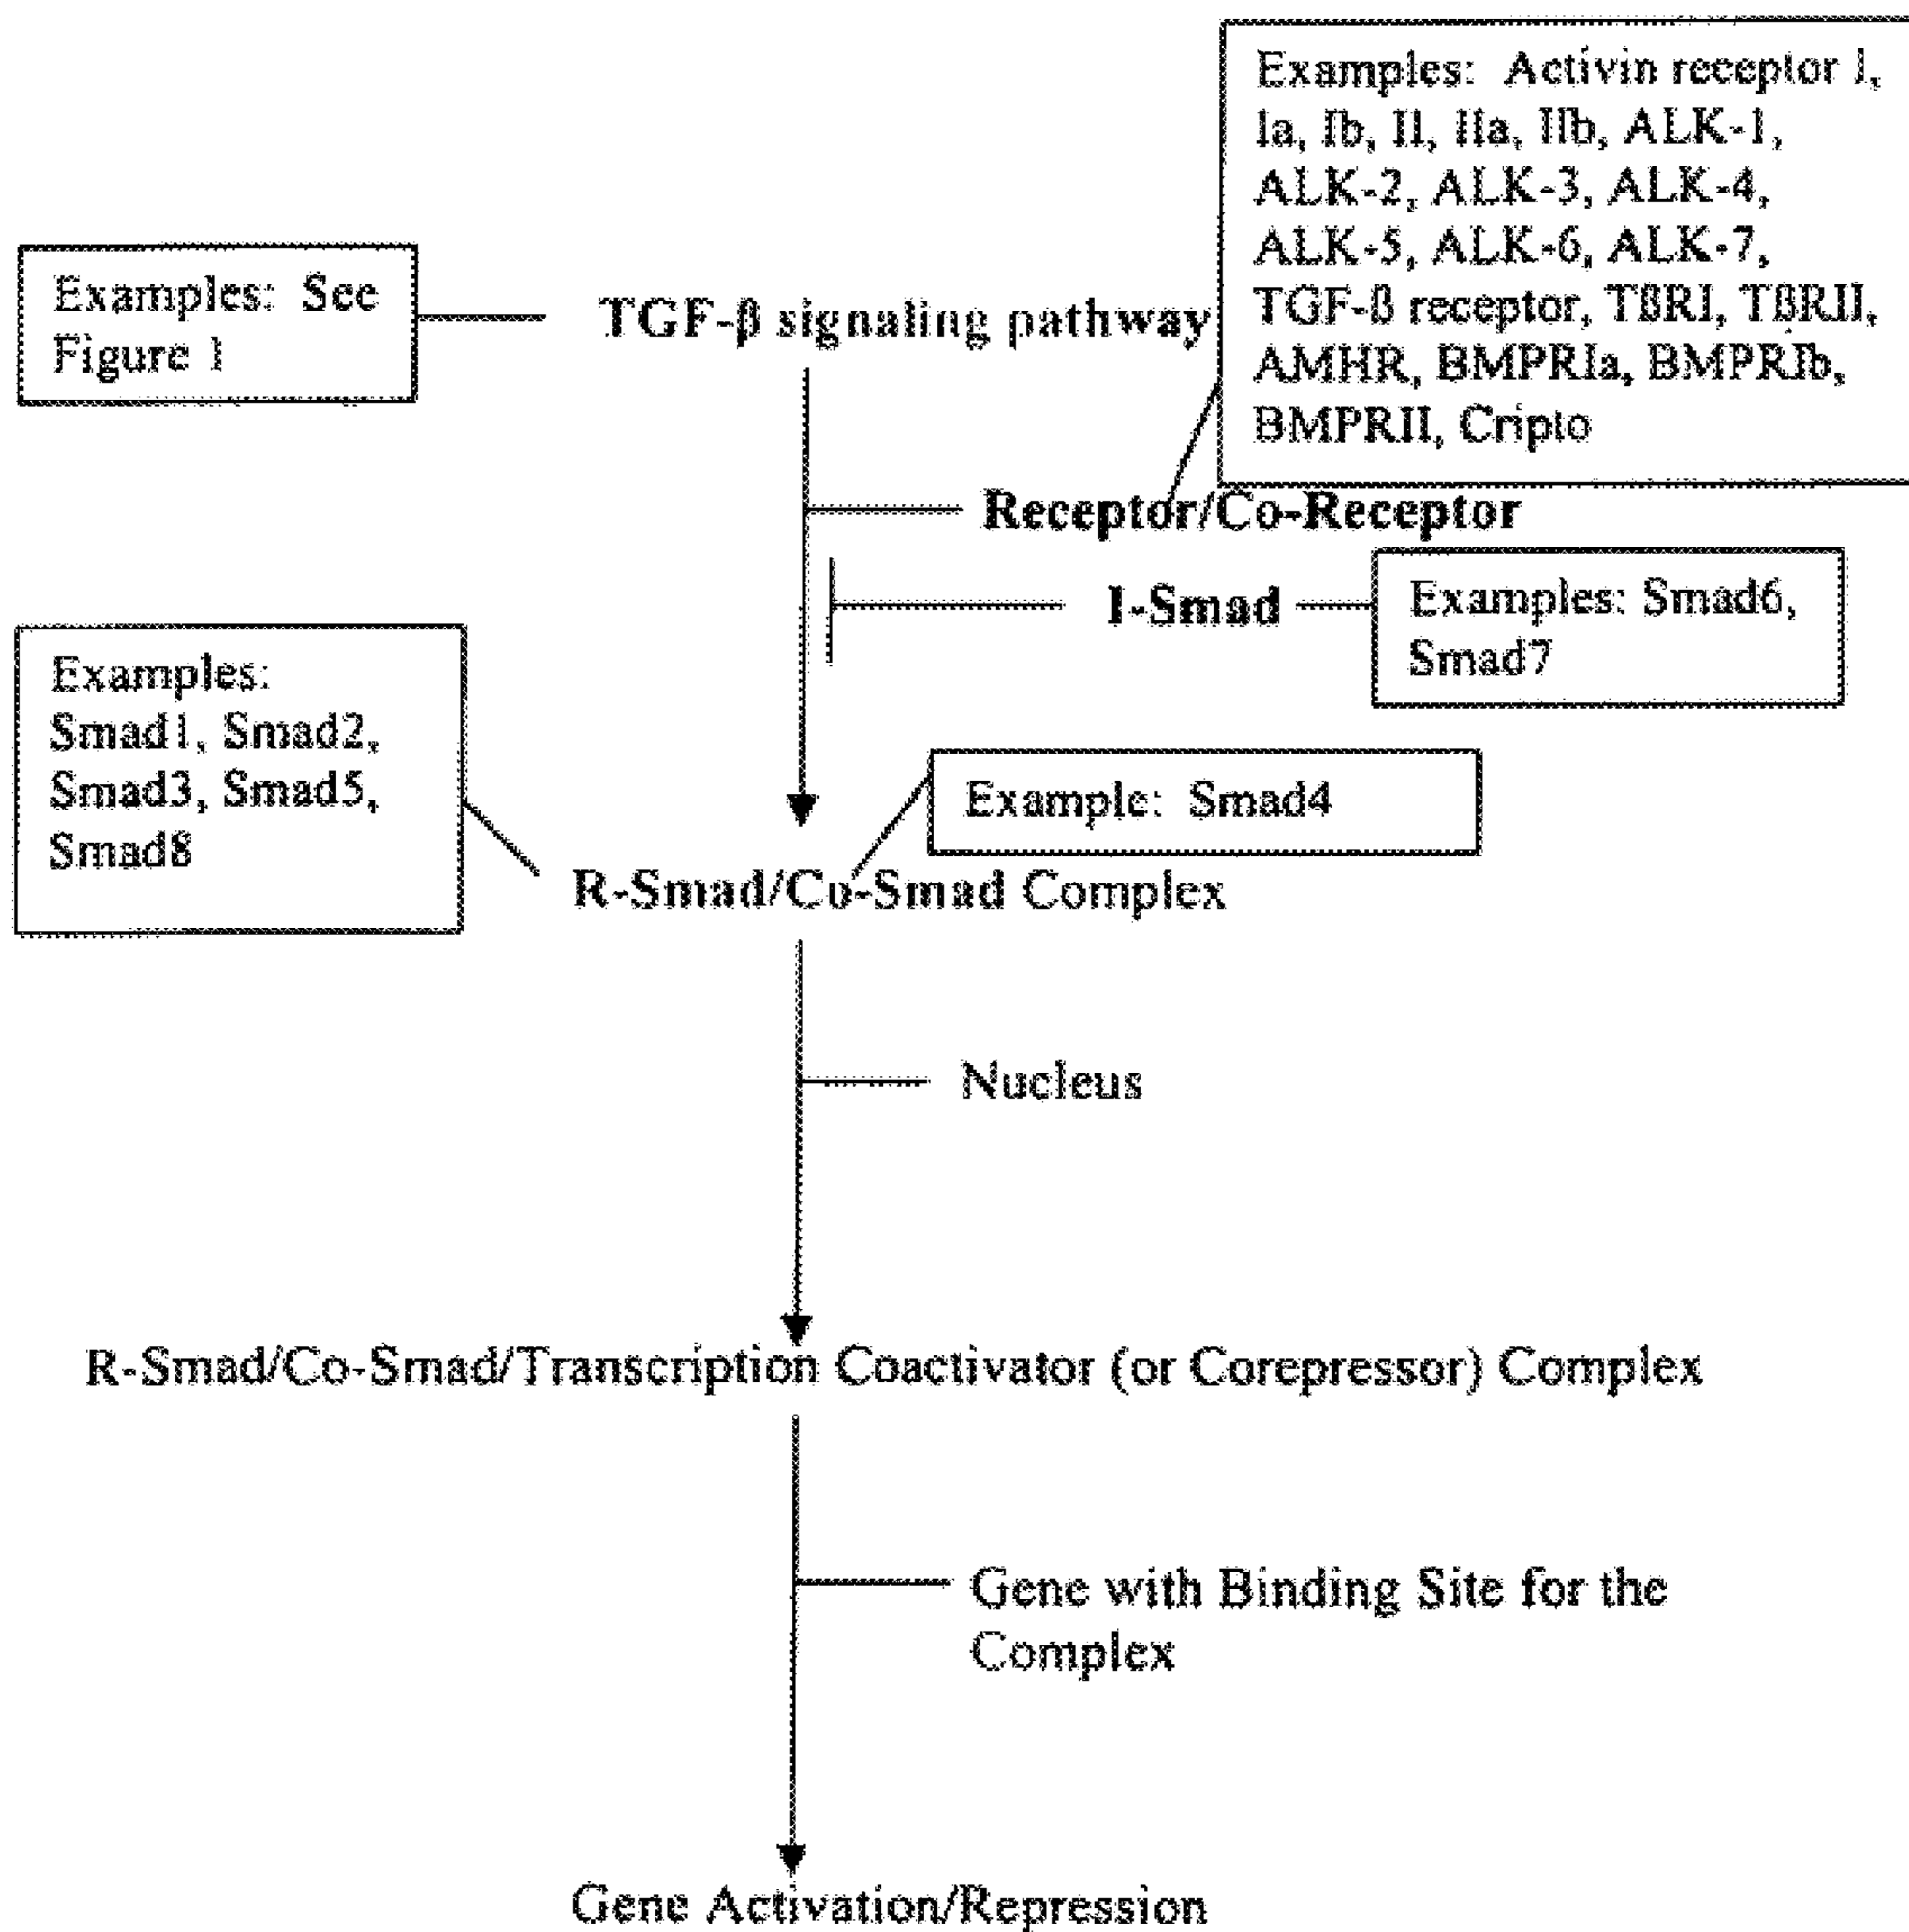 Examples: Activin receptor I,
Ia, Ib, II, IIa, IIb, ALK-1,
ALK-2, ALK-3, ALK-4,
ALK-5, ALK-6, ALK-7,
TGF-ß receptor, TßRI, TßRII,
AMHR, BMPRIa, BMPRIb,
BMPRII, Cripto
Examples: See
Figure 1
TGF-β signaling pathway
Receptor/Co-Receptor
I-Smad
Examples: Smad6,
Smad7
Examples:
Smad1, Smad2,
Smad3, Smad5,
Smad8
Example: Smad4
R-Smad/Co-Smad Complex
Nucleus
R-Smad/Co-Smad/Transcription Coactivator (or Corepressor) Complex
Gene with Binding Site for the
Complex
Gene Activation/Repression